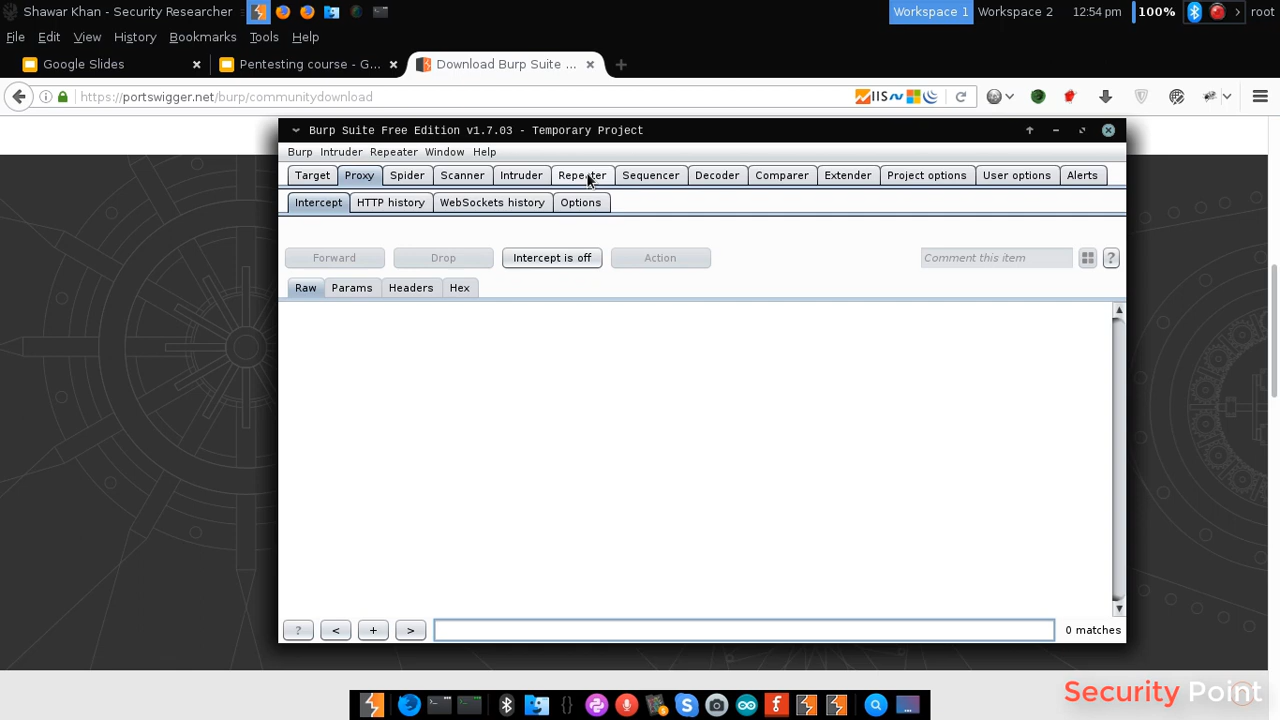 Shawar Khan - Security Researcher
Workspace 1 Workspace 2 12:54 pm 100% root
File Edit View History Bookmarks Tools Help
Google Slides
Pentesting course - G...
Download Burp Suite ...
https://portswigger.net/burp/communitydownload
IIS
Burp Suite Free Edition v1.7.03 - Temporary Project
Burp Intruder Repeater Window Help
Target Proxy Spider Scanner Intruder Repeater Sequencer Decoder Comparer Extender Project options User options Alerts
Intercept HTTP history WebSockets history Options
Forward Drop Intercept is off Action Comment this item ?
Raw Params Headers Hex
? < + > 0 matches
Security Point